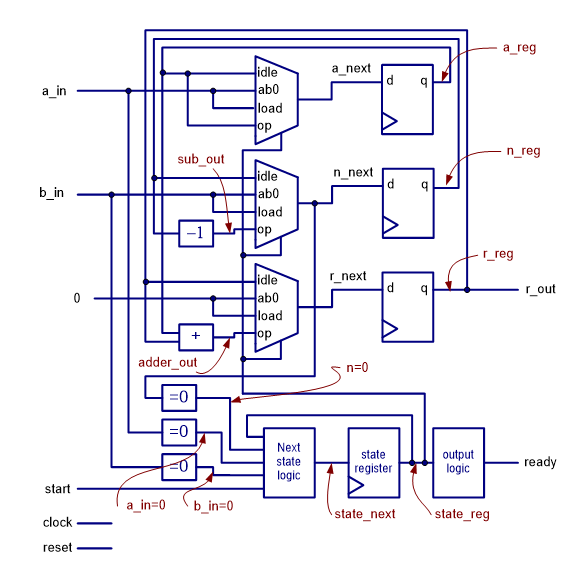 a_reg
a_next
d
q
idle
ab0
load
op
a_in
sub_out
n_reg
n_next
d
q
idle
ab0
load
op
b_in
-1
r_reg
r_next
d
q
idle
ab0
load
op
0
r_out
+
adder_out
n=0
=0
=0
=0
Next
state
logic
state
register
output
logic
ready
start
a_in=0
b_in=0
state_next
state_reg
clock
reset